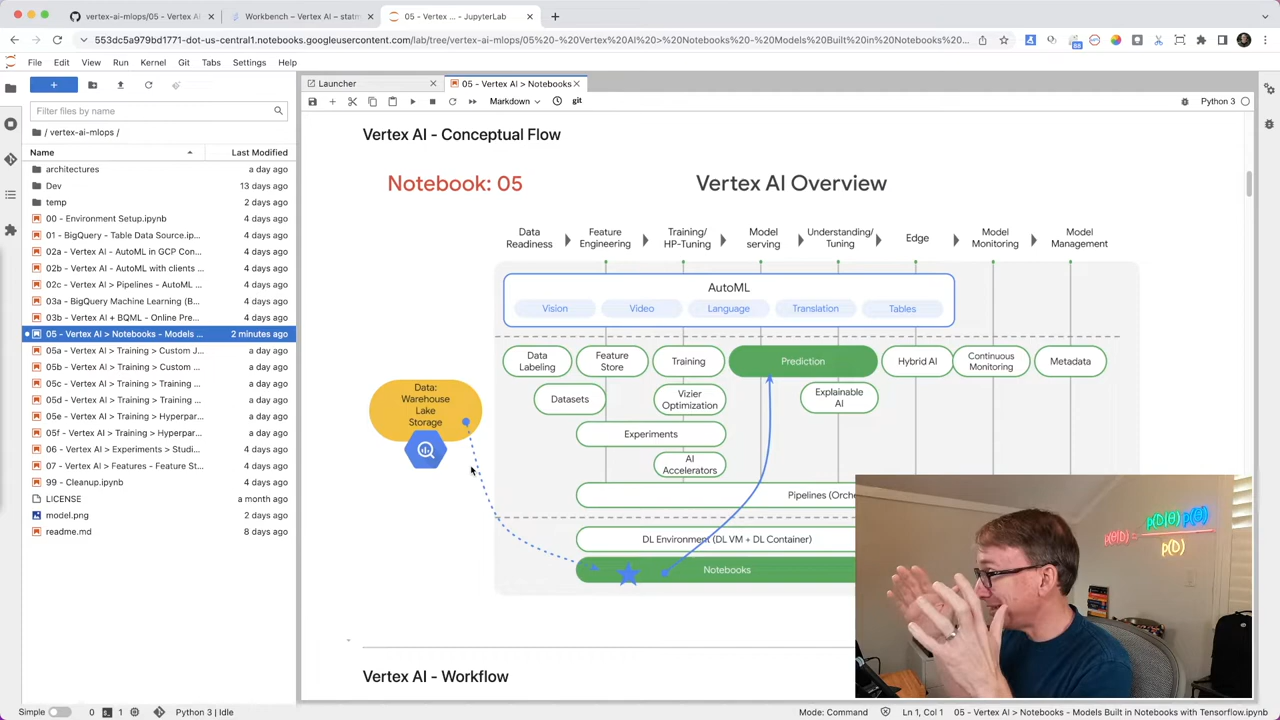 vertex-ai-mlops/05 - Vertex AI
Workbench – Vertex AI – statm
05 - Vertex ... - JupyterLab
553dc5a979bd1771-dot-us-central1.notebooks.googleusercontent.com/lab/tree/vertex-ai-mlops/05%20-%20Vertex%20AI%20>%20Notebooks%20-%20Models%20Built%20in%20Notebooks%20...
File Edit View Run Kernel Git Tabs Settings Help
Launcher
05 - Vertex AI > Notebooks
Markdown
git
Python 3
Filter files by name
/ vertex-ai-mlops /
Name Last Modified
architectures a day ago
Dev 13 days ago
temp 2 days ago
00 - Environment Setup.ipynb 4 days ago
01 - BigQuery - Table Data Source.ip... 4 days ago
02a - Vertex AI - AutoML in GCP Con... 4 days ago
02b - Vertex AI - AutoML with clients ... 4 days ago
02c - Vertex AI > Pipelines - AutoML ... 4 days ago
03a - BigQuery Machine Learning (B... 4 days ago
03b - Vertex AI + BQML - Online Pre... 4 days ago
05 - Vertex AI > Notebooks - Models ... 2 minutes ago
05a - Vertex AI > Training > Custom J... a day ago
05b - Vertex AI > Training > Custom ... a day ago
05c - Vertex AI > Training > Training ... a day ago
05d - Vertex AI > Training > Training ... a day ago
05e - Vertex AI > Training > Hyperpar... a day ago
05f - Vertex AI > Training > Hyperpar... a day ago
06 - Vertex AI > Experiments > Studi... 4 days ago
07 - Vertex AI > Features - Feature St... 4 days ago
99 - Cleanup.ipynb 4 days ago
LICENSE a month ago
model.png 2 days ago
readme.md 8 days ago
Vertex AI - Conceptual Flow
Notebook: 05
Vertex AI Overview
Data
Readiness
Feature
Engineering
Training/
HP-Tuning
Model
serving
Understanding/
Tuning
Edge
Model
Monitoring
Model
Management
AutoML
Vision Video Language Translation Tables
Data
Labeling
Feature
Store
Training
Prediction
Hybrid AI
Continuous
Monitoring
Metadata
Datasets
Vizier
Optimization
Explainable
AI
Data:
Warehouse
Lake
Storage
Experiments
AI
Accelerators
Pipelines (Orche
DL Environment (DL VM + DL Container)
Notebooks
p(θ|D) = p(D|θ) p(θ)
p(D)
Vertex AI - Workflow
Simple 0 1 Python 3 | Idle
Mode: Command Ln 1, Col 1 05 - Vertex AI > Notebooks - Models Built in Notebooks with Tensorflow.ipynb